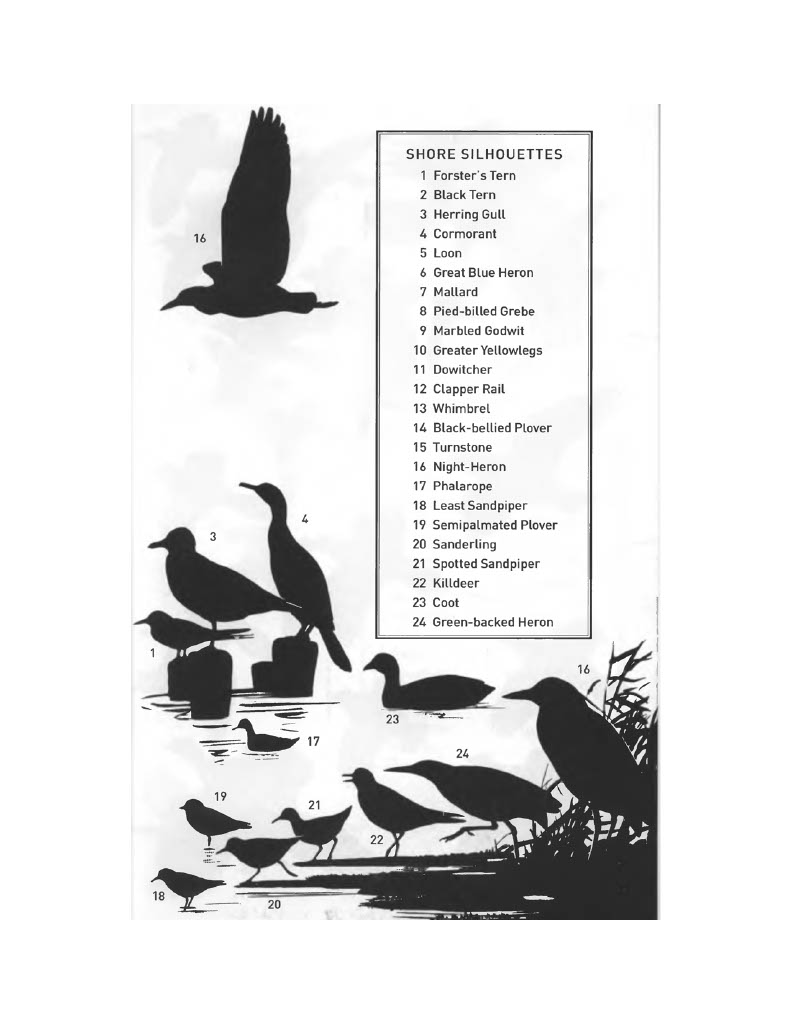 SHORE SILHOUETTES
1 Forster's Tern
2 Black Tern
3 Herring Gull
4 Cormorant
5 Loon
6 Great Blue Heron
7 Mallard
8 Pied-billed Grebe
9 Marbled Godwit
10 Greater Yellowlegs
11 Dowitcher
12 Clapper Rail
13 Whimbrel
14 Black-bellied Plover
15 Turnstone
16 Night-Heron
17 Phalarope
18 Least Sandpiper
19 Semipalmated Plover
20 Sanderling
21 Spotted Sandpiper
22 Killdeer
23 Coot
24 Green-backed Heron
16
4
3
1
16
23
17
24
19
21
22
18
20